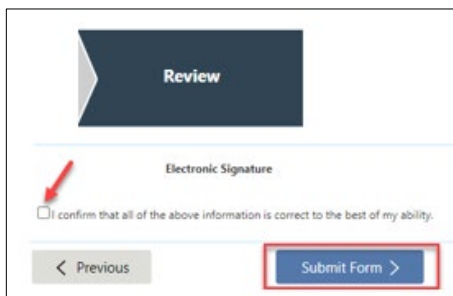 Review
Electronic Signature
I confirm that all of the above information is correct to the best of my ability.
Previous
Submit Form